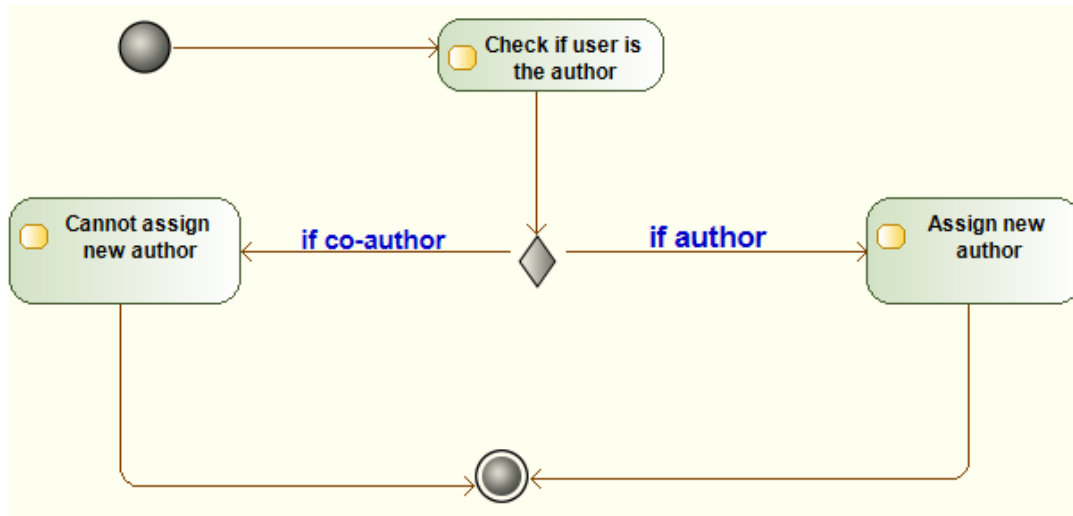 Check if user is
the author
Cannot assign
new author
if co-author
if author
Assign new
author